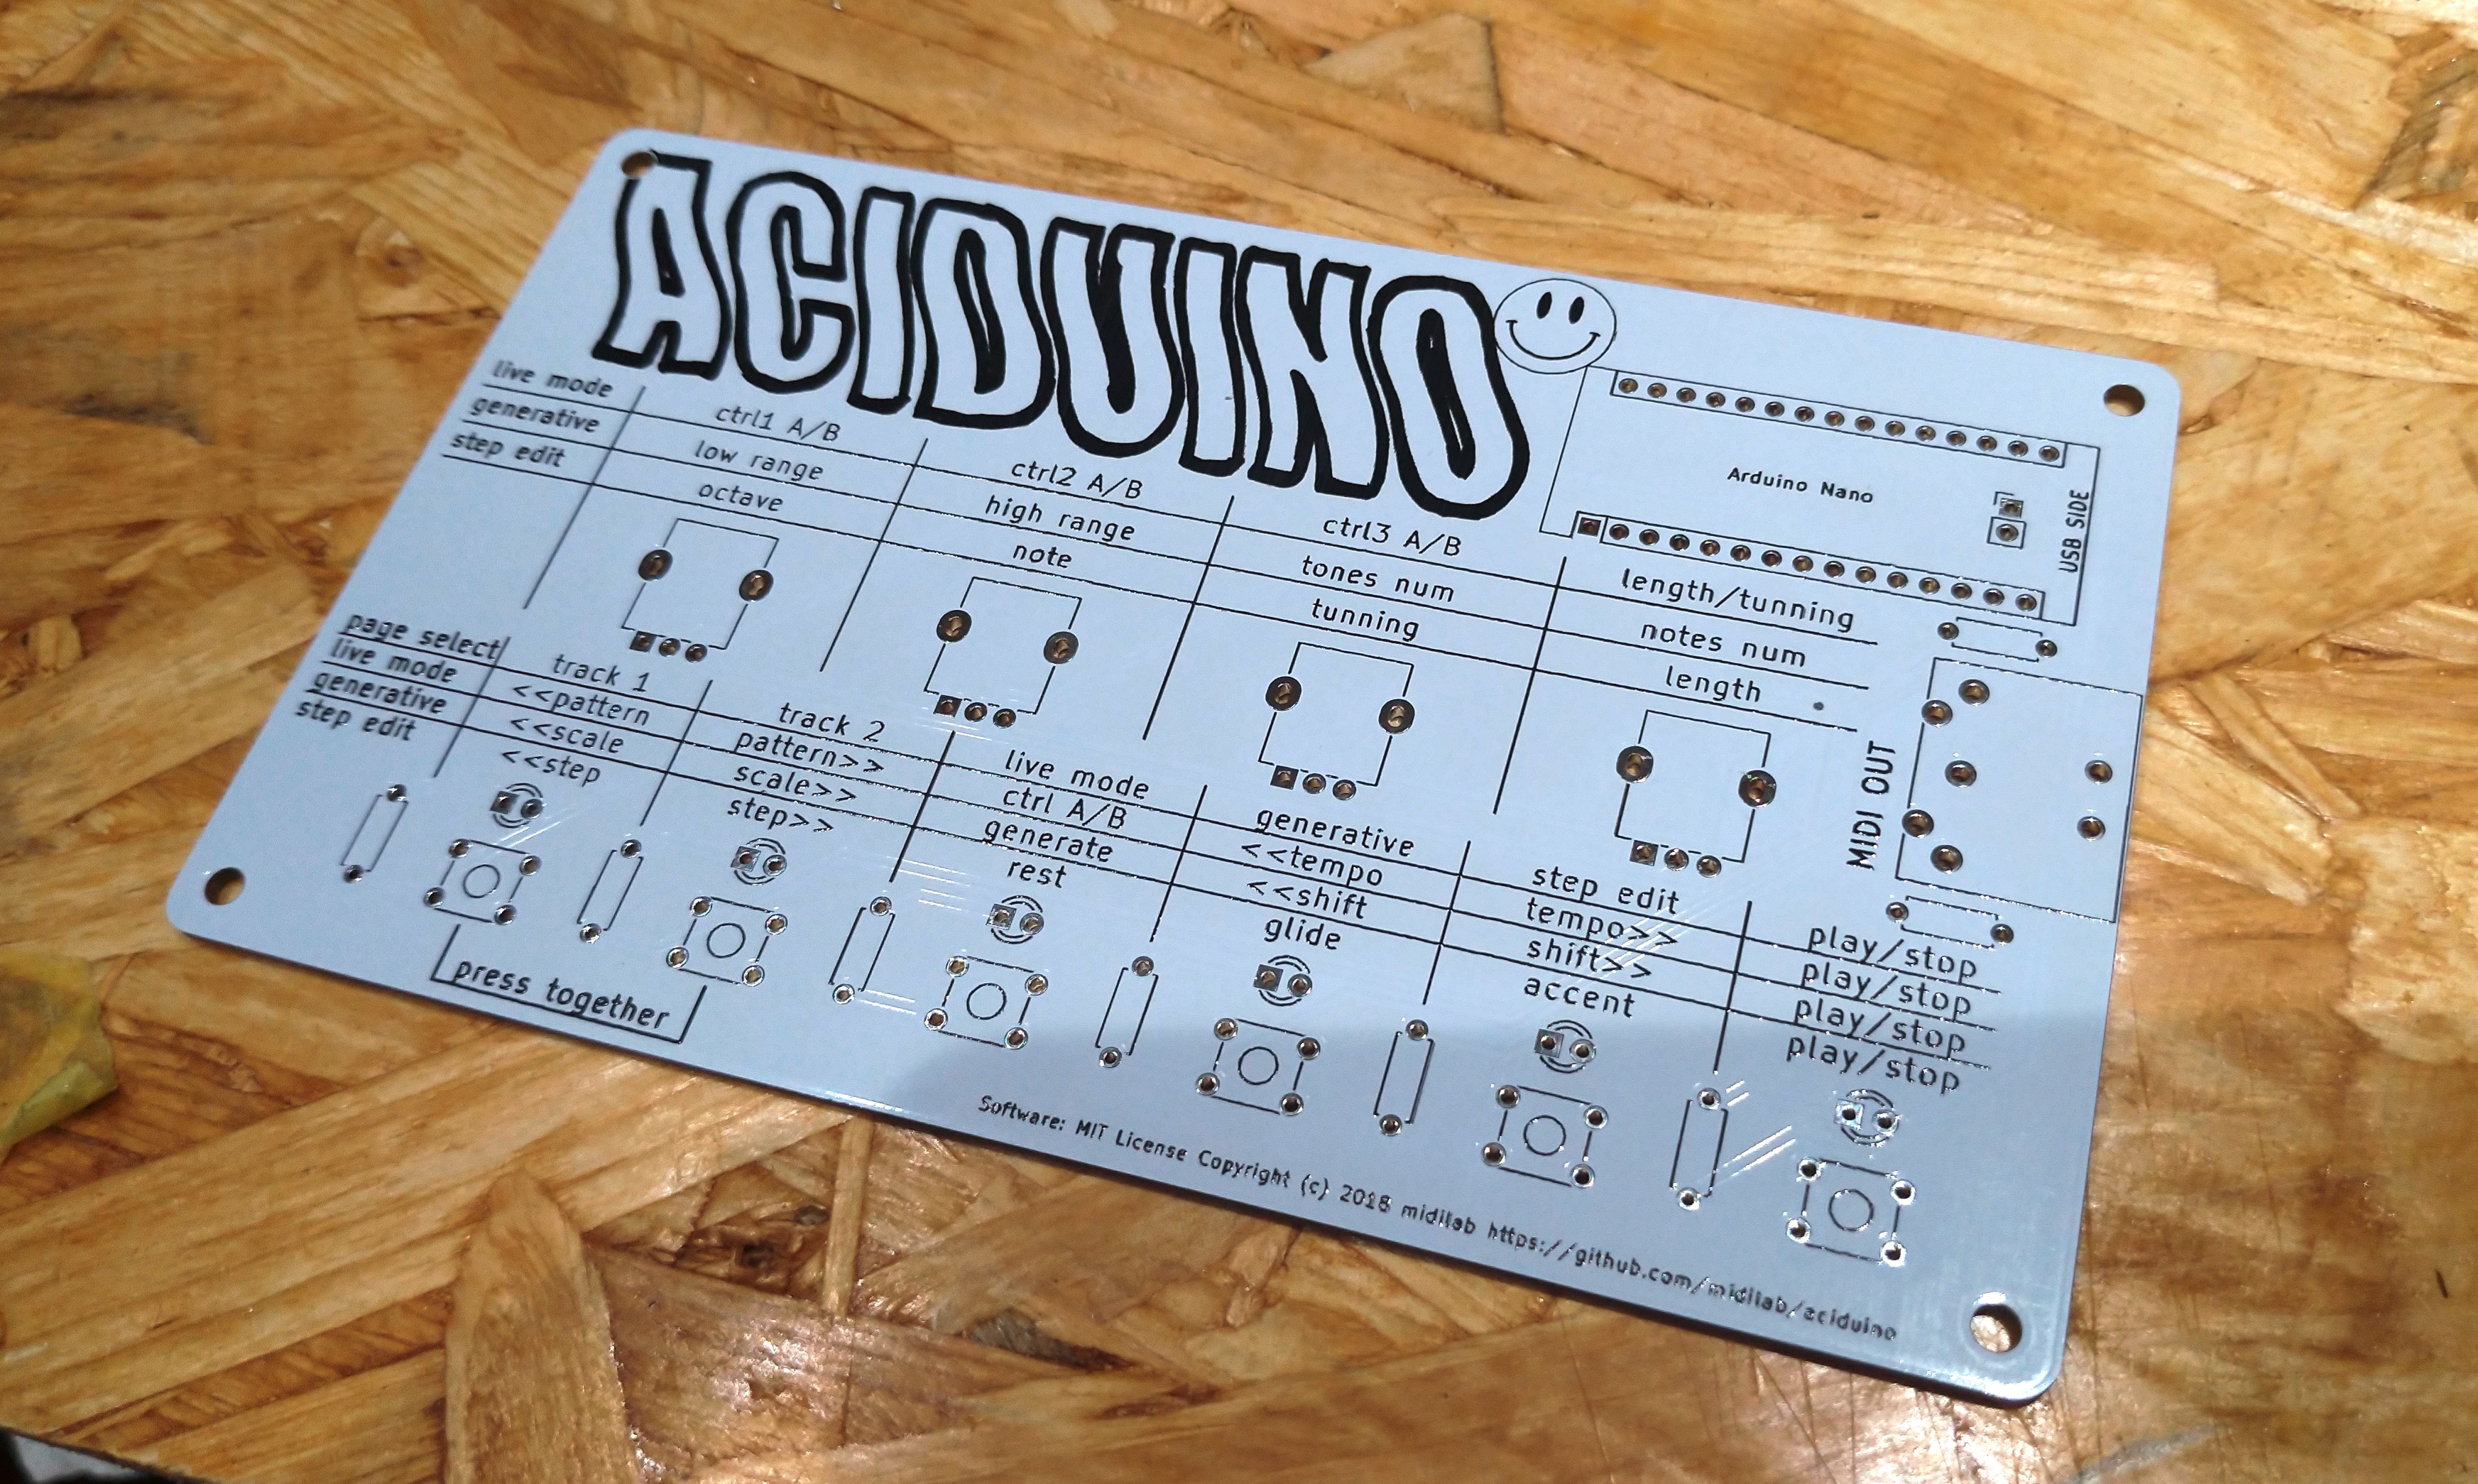 ACIDUINO
live mode ctrl1 A/B ctrl2 A/B ctrl3 A/B length/tunning
generative low range high range tones num notes num
step edit octave note tunning length
Arduino Nano
USB SIDE
MIDI OUT
page select track 1 track 2 live mode generative step edit play/stop
live mode <<pattern pattern>> ctrl A/B <<tempo tempo>> play/stop
generative <<scale scale>> generate <<shift shift>> play/stop
step edit <<step step>> rest glide accent play/stop
press together
Software: MIT License Copyright (c) 2018 midilab https://github.com/midilab/aciduino